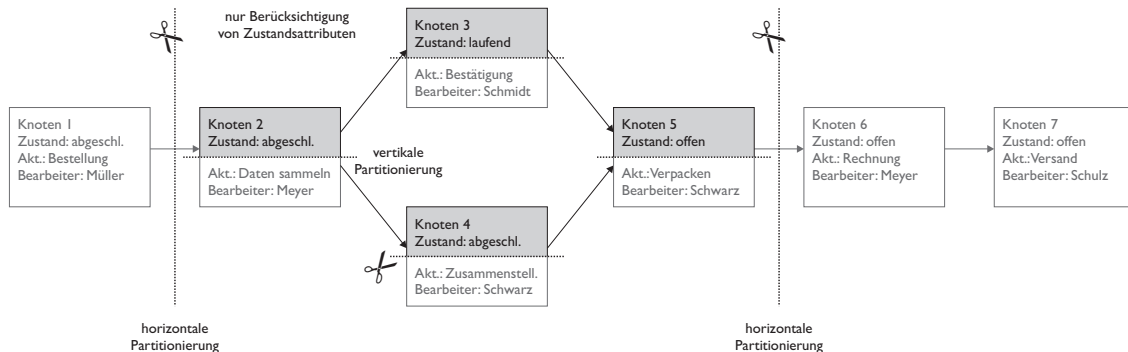 nur Berücksichtigung
von Zustandsattributen
Knoten 1
Zustand: abgeschl.
Akt.: Bestellung
Bearbeiter: Müller
Knoten 2
Zustand: abgeschl.
Akt.: Daten sammeln
Bearbeiter: Meyer
Knoten 3
Zustand: laufend
Akt.: Bestätigung
Bearbeiter: Schmidt
vertikale
Partitionierung
Knoten 4
Zustand: abgeschl.
Akt.: Zusammenstell.
Bearbeiter: Schwarz
Knoten 5
Zustand: offen
Akt.: Verpacken
Bearbeiter: Schwarz
Knoten 6
Zustand: offen
Akt.: Rechnung
Bearbeiter: Meyer
Knoten 7
Zustand: offen
Akt.: Versand
Bearbeiter: Schulz
horizontale
Partitionierung
horizontale
Partitionierung